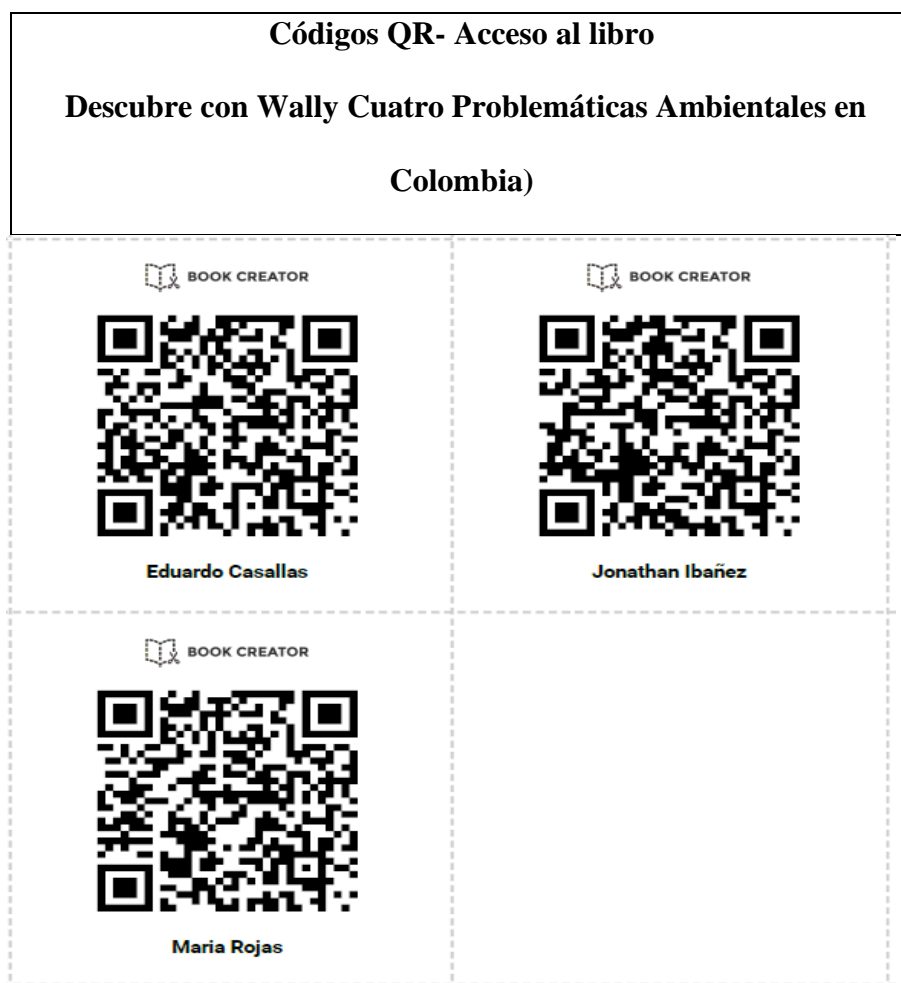 Códigos QR- Acceso al libro
Descubre con Wally Cuatro Problemáticas Ambientales en
Colombia)
BOOK CREATOR
BOOK CREATOR
Eduardo Casallas
Jonathan Ibañez
BOOK CREATOR
Maria Rojas